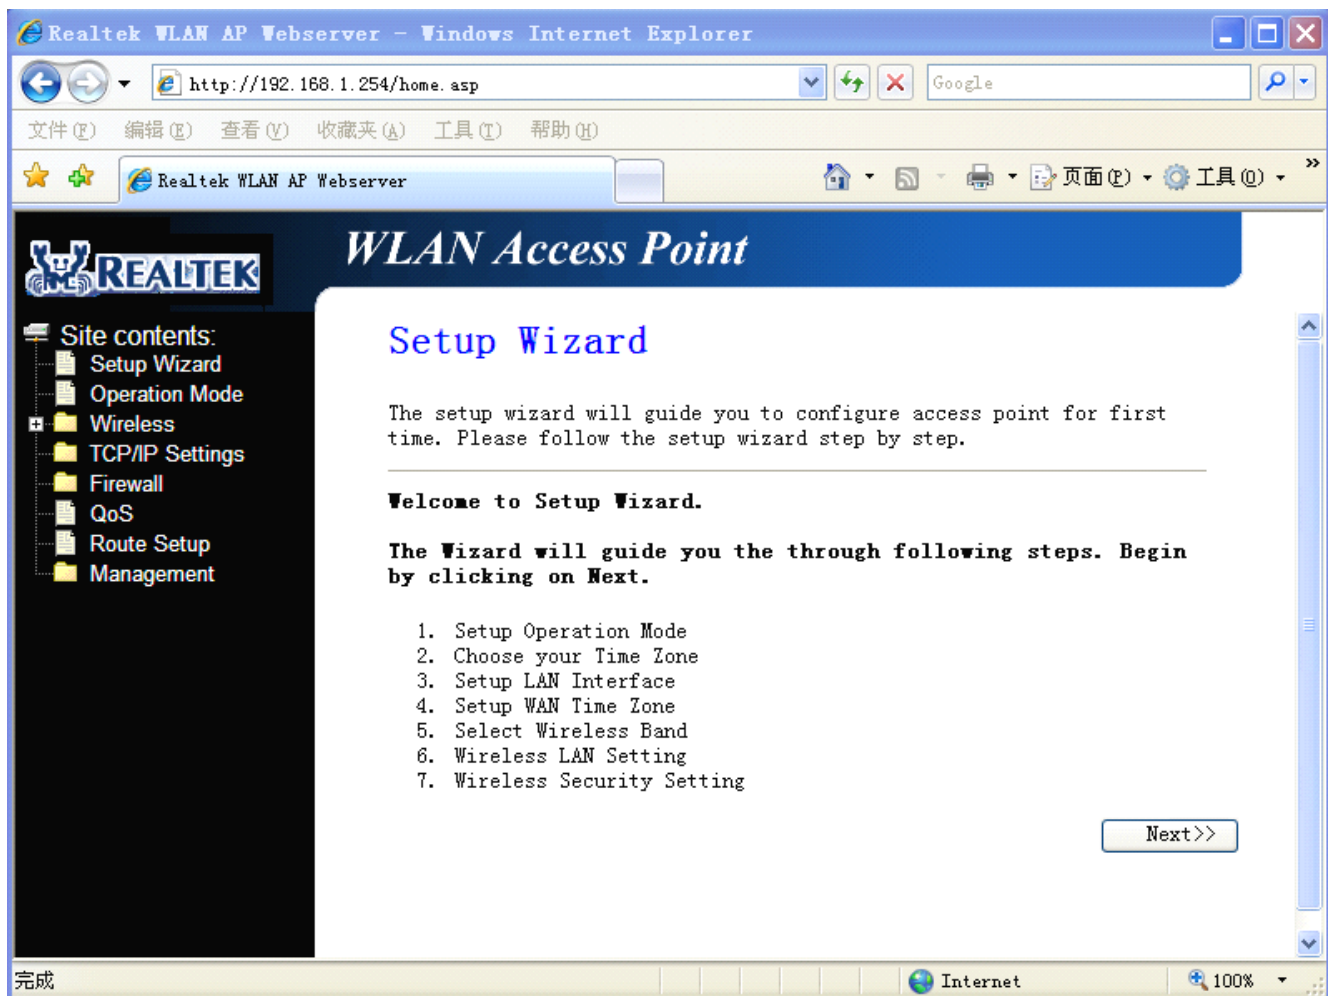 Realtek WLAN AP Webserver - Windows Internet Explorer
http://192.168.1.254/home.asp
Google
文件(F) 编辑(E) 查看(V) 收藏夹(A) 工具(T) 帮助(H)
Realtek WLAN AP Webserver
页面(P) 工具(O)
REALTEK
WLAN Access Point
Site contents:
Setup Wizard
Operation Mode
Wireless
TCP/IP Settings
Firewall
QoS
Route Setup
Management
Setup Wizard
The setup wizard will guide you to configure access point for first
time. Please follow the setup wizard step by step.
Welcome to Setup Wizard.
The Wizard will guide you the through following steps. Begin
by clicking on Next.
1. Setup Operation Mode
2. Choose your Time Zone
3. Setup LAN Interface
4. Setup WAN Time Zone
5. Select Wireless Band
6. Wireless LAN Setting
7. Wireless Security Setting
Next>>
完成
Internet
100%